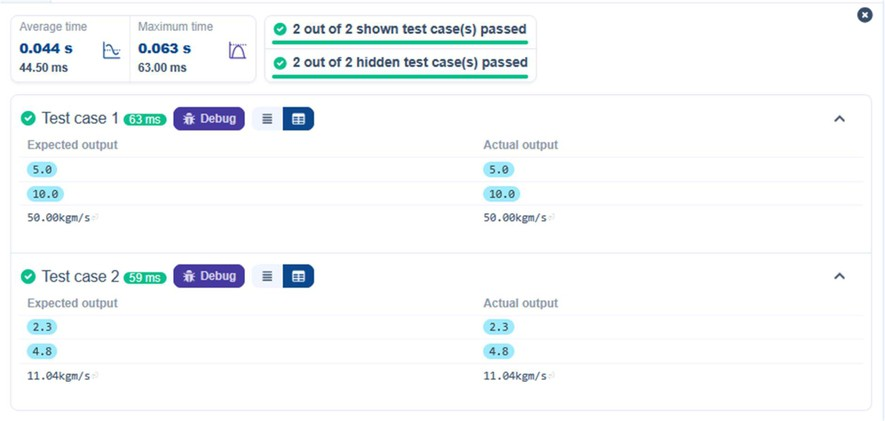 Average time
Maximum time
0.044 s
0.063 s
44.50 ms
63.00 ms
2 out of 2 shown test case(s) passed
2 out of 2 hidden test case(s) passed
Test case 1 63 ms Debug
Expected output Actual output
5.0 5.0
10.0 10.0
50.00kgm/s 50.00kgm/s
Test case 2 59 ms Debug
Expected output Actual output
2.3 2.3
4.8 4.8
11.04kgm/s 11.04kgm/s